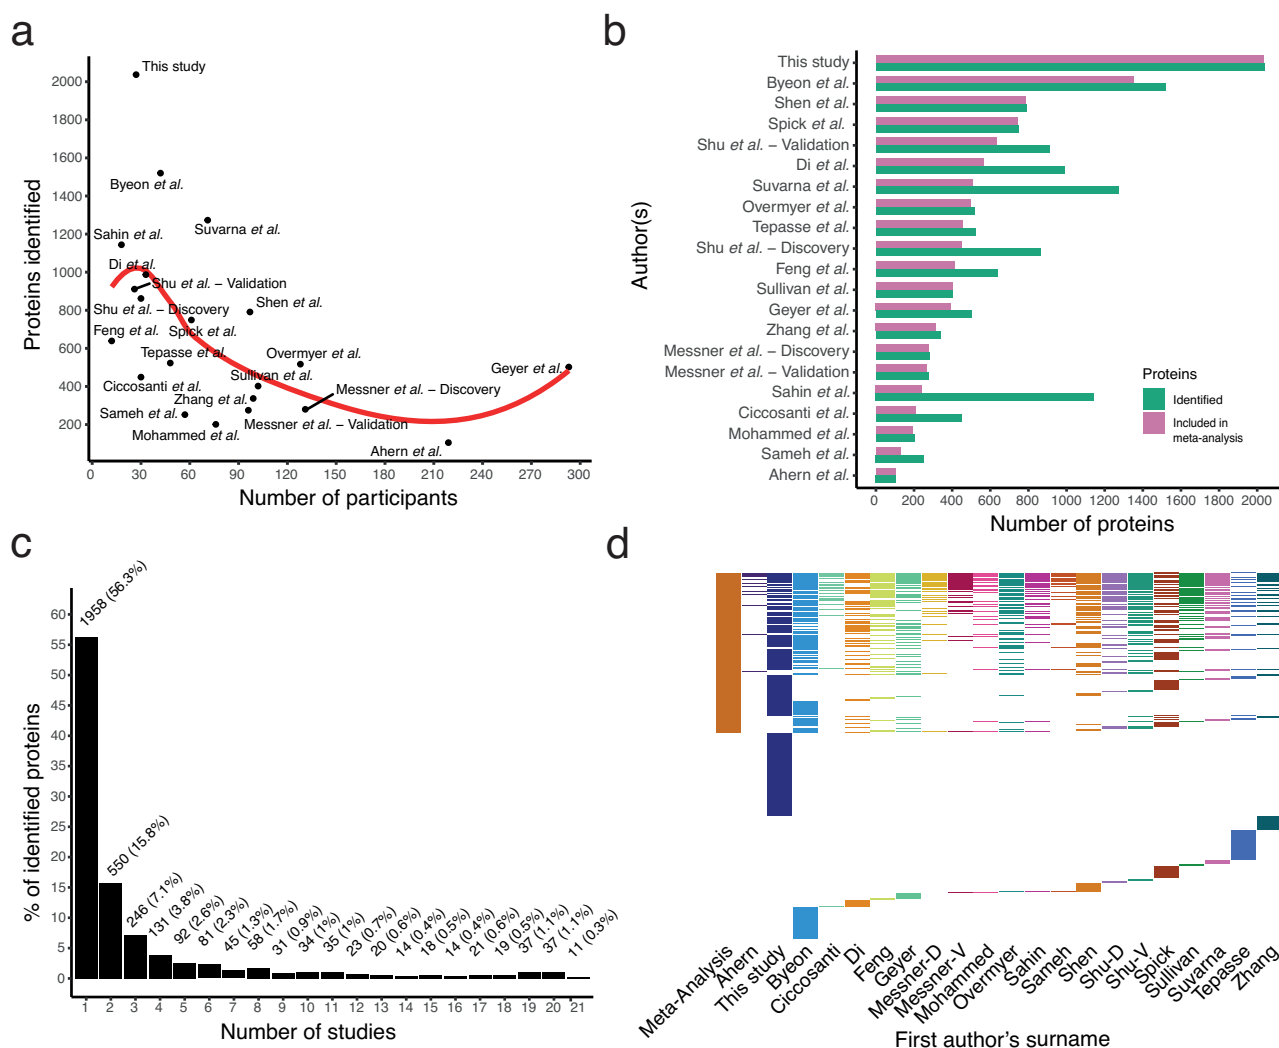 a
2000
1800
1600
1400
1200
1000
800
600
400
200
Proteins identified
This study
Byeon et al.
Suvarna et al.
Sahin et al.
Di et al.
Shu et al. – Validation
Shen et al.
Shu et al. – Discovery
Feng et al.
Spick et al.
Tepasse et al.
Overmyer et al.
Geyer et al.
Sullivan et al.
Ciccosanti et al.
Messner et al. – Discovery
Zhang et al.
Sameh et al.
Messner et al. – Validation
Mohammed et al.
Ahern et al.
0 30 60 90 120 150 180 210 240 270 300
Number of participants
b
Author(s)
This study
Byeon et al.
Shen et al.
Spick et al.
Shu et al. – Validation
Di et al.
Suvarna et al.
Overmyer et al.
Tepasse et al.
Shu et al. – Discovery
Feng et al.
Sullivan et al.
Geyer et al.
Zhang et al.
Messner et al. – Discovery
Messner et al. – Validation
Sahin et al.
Ciccosanti et al.
Mohammed et al.
Sameh et al.
Ahern et al.
Proteins
Identified
Included in
meta-analysis
0 200 400 600 800 1000 1200 1400 1600 1800 2000
Number of proteins
c
% of identified proteins
60
55
50
45
40
35
30
25
20
15
10
5
0
1958 (56.3%)
550 (15.8%)
246 (7.1%)
131 (3.8%)
92 (2.6%)
81 (2.3%)
45 (1.3%)
58 (1.7%)
31 (0.9%)
34 (1%)
35 (1%)
23 (0.7%)
20 (0.6%)
14 (0.4%)
18 (0.5%)
14 (0.4%)
21 (0.6%)
19 (0.5%)
37 (1.1%)
37 (1.1%)
11 (0.3%)
1 2 3 4 5 6 7 8 9 10 11 12 13 14 15 16 17 18 19 20 21
Number of studies
d
Meta-Analysis
Ahern
This study
Byeon
Ciccosanti
Di
Feng
Geyer
Messner-D
Messner-V
Mohammed
Overmyer
Sahin
Sameh
Shen
Shu-D
Shu-V
Spick
Sullivan
Suvarna
Tepasse
Zhang
First author's surname